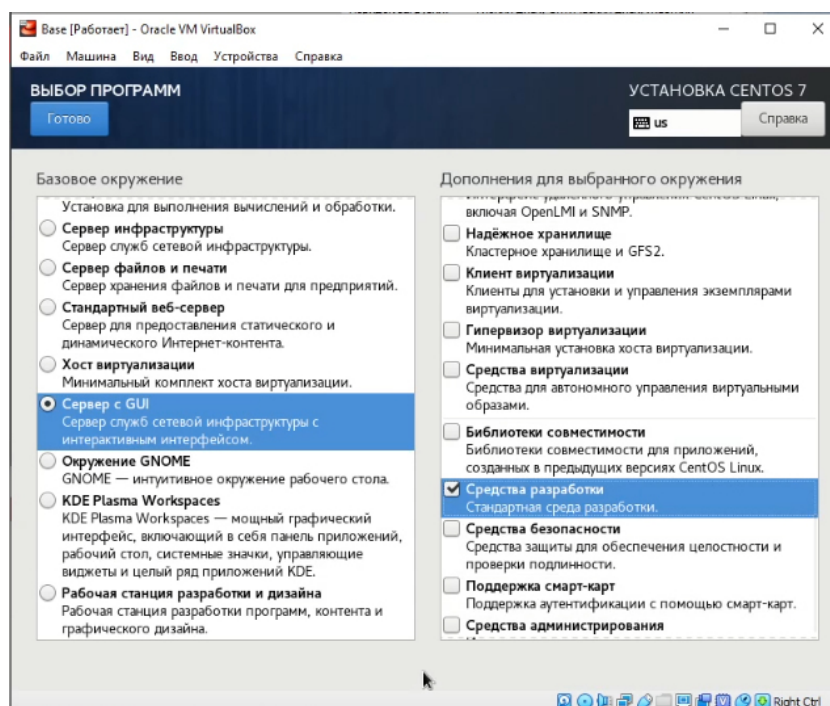 Base [Работает] - Oracle VM VirtualBox
Файл Машина Вид Ввод Устройства Справка
ВЫБОР ПРОГРАММ
УСТАНОВКА CENTOS 7
Готово
us
Справка
Базовое окружение
Установка для выполнения вычислений и обработки.
Сервер инфраструктуры
Сервер служб сетевой инфраструктуры.
Сервер файлов и печати
Сервер хранения файлов и печати для предприятий.
Стандартный веб-сервер
Сервер для предоставления статического и
динамического Интернет-контента.
Хост виртуализации
Минимальный комплект хоста виртуализации.
Сервер с GUI
Сервер служб сетевой инфраструктуры с
интерактивным интерфейсом.
Окружение GNOME
GNOME — интуитивное окружение рабочего стола.
KDE Plasma Workspaces
KDE Plasma Workspaces — мощный графический
интерфейс, включающий в себя панель приложений,
рабочий стол, системные значки, управляющие
виджеты и целый ряд приложений KDE.
Рабочая станция разработки и дизайна
Рабочая станция разработки программ, контента и
графического дизайна.
Дополнения для выбранного окружения
включая OpenLMI и SNMP.
Надёжное хранилище
Кластерное хранилище и GFS2.
Клиент виртуализации
Клиенты для установки и управления экземплярами
виртуализации.
Гипервизор виртуализации
Минимальная установка хоста виртуализации.
Средства виртуализации
Средства для автономного управления виртуальными
образами.
Библиотеки совместимости
Библиотеки совместимости для приложений,
созданных в предыдущих версиях CentOS Linux.
Средства разработки
Стандартная среда разработки.
Средства безопасности
Средства защиты для обеспечения целостности и
проверки подлинности.
Поддержка смарт-карт
Поддержка аутентификации с помощью смарт-карт.
Средства администрирования
Right Ctrl